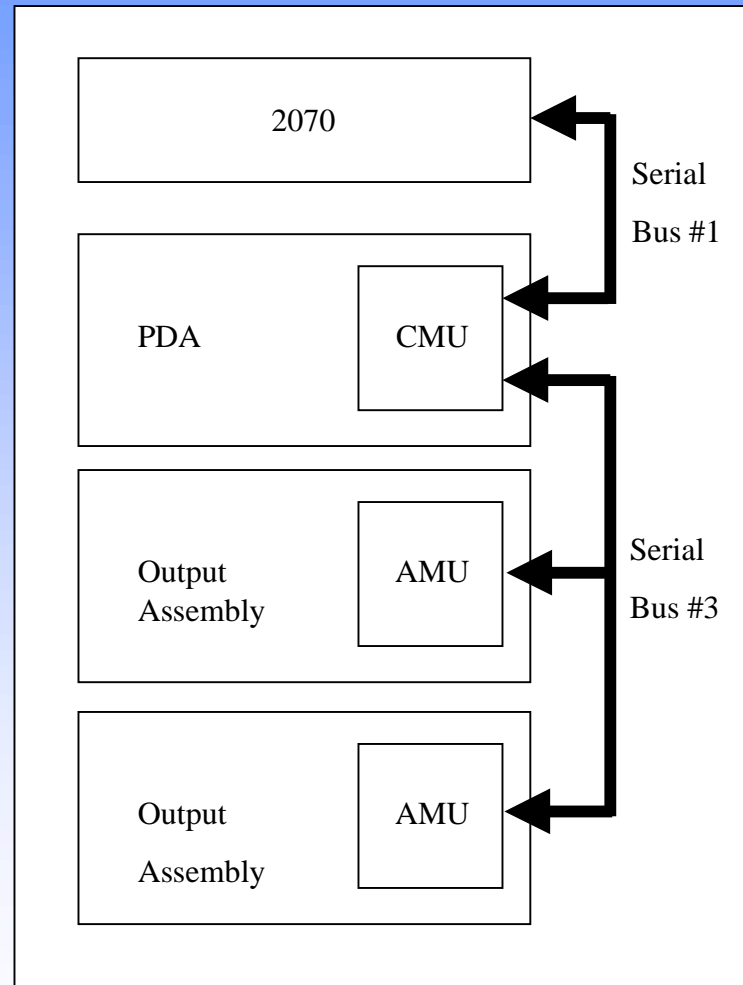 2070
Serial
Bus #1
PDA
CMU
Output
Assembly
AMU
Serial
Bus #3
Output
Assembly
AMU